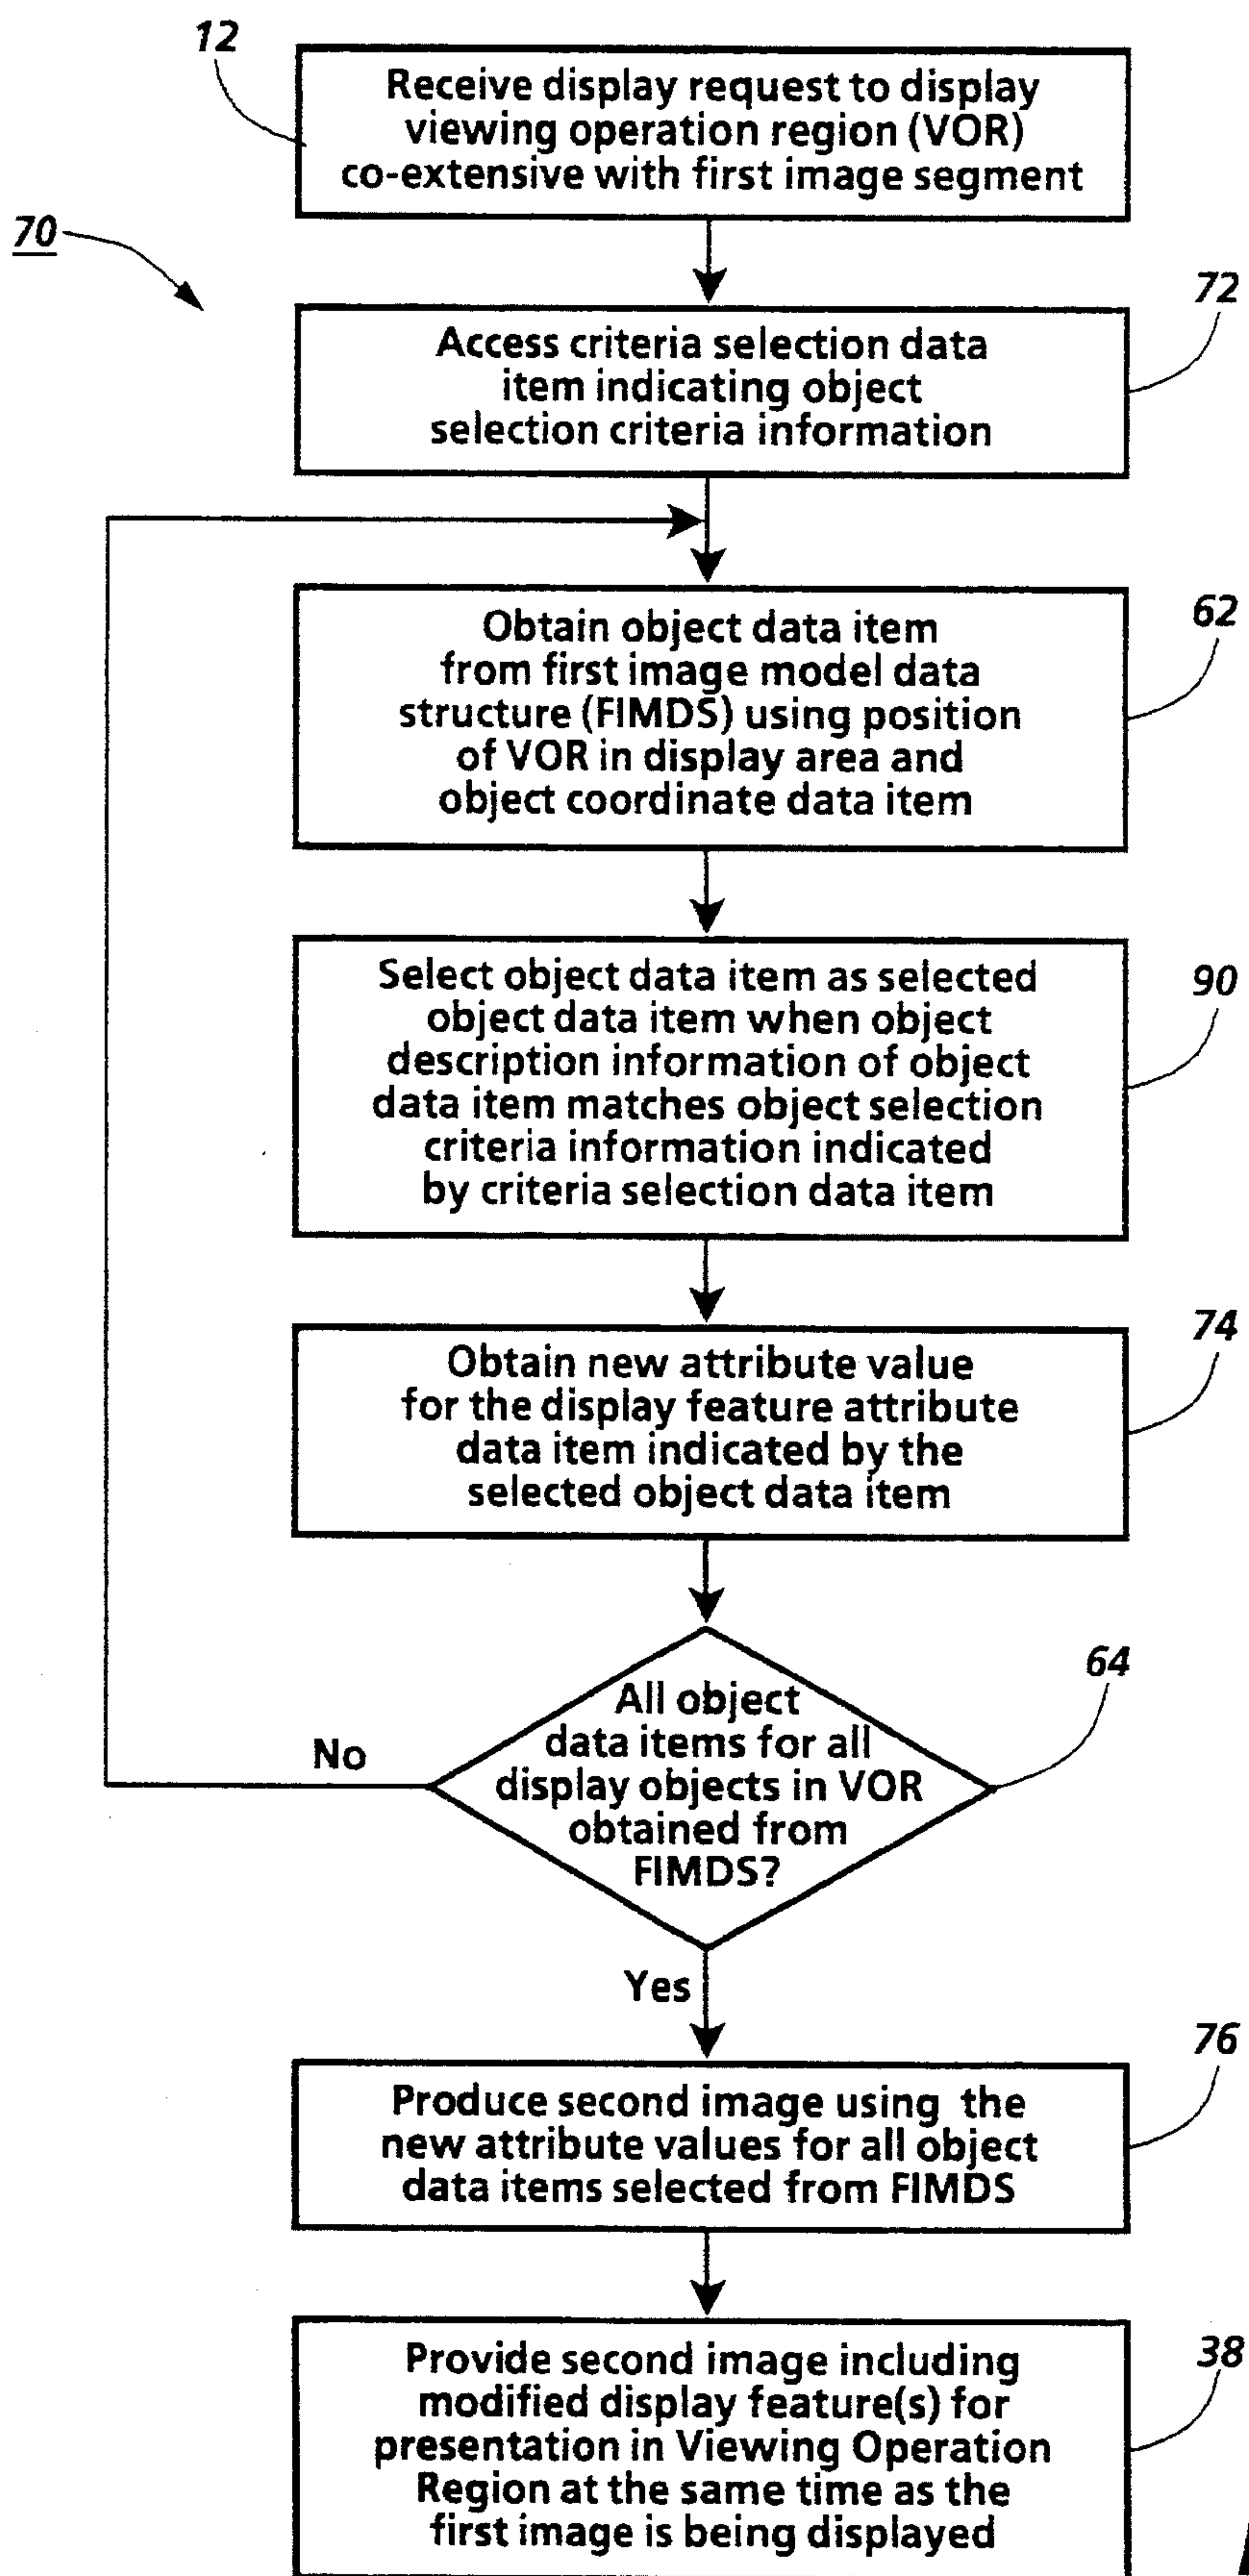 12
Receive display request to display
viewing operation region (VOR)
co-extensive with first image segment
70
72
Access criteria selection data
item indicating object
selection criteria information
62
Obtain object data item
from first image model data
structure (FIMDS) using position
of VOR in display area and
object coordinate data item
90
Select object data item as selected
object data item when object
description information of object
data item matches object selection
criteria information indicated
by criteria selection data item
74
Obtain new attribute value
for the display feature attribute
data item indicated by the
selected object data item
64
All object
data items for all
display objects in VOR
obtained from
FIMDS?
No
Yes
76
Produce second image using the
new attribute values for all object
data items selected from FIMDS
38
Provide second image including
modified display feature(s) for
presentation in Viewing Operation
Region at the same time as the
first image is being displayed